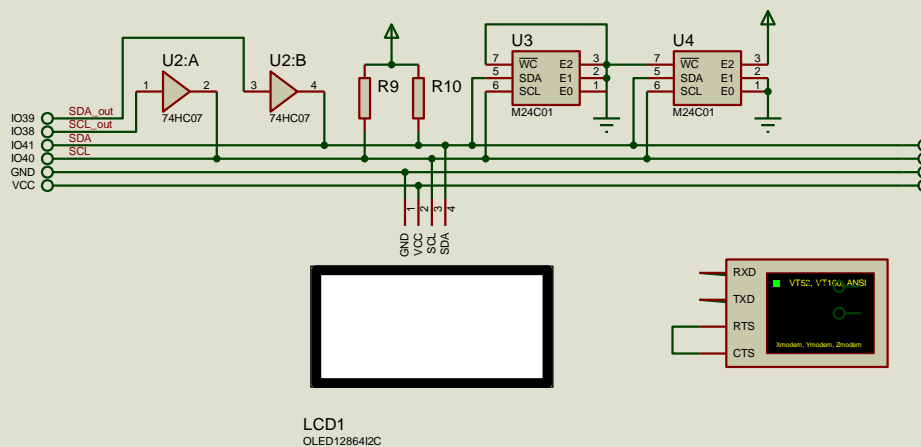 U2:A
1
2
74HC07
U2:B
3
4
74HC07
R9
R10
U3
7 WC E2 3
5 SDA E1 2
6 SCL E0 1
M24C01
U4
7 WC E2 3
5 SDA E1 2
6 SCL E0 1
M24C01
IO39 SDA_out
IO38 SCL_out
IO41 SDA
IO40 SCL
GND
VCC
1 2 3 4
GND VCC SCL SDA
RXD
TXD
RTS
CTS
VT52, VT100, ANSI
Xmodem, Ymodem, Zmodem
LCD1
OLED12864I2C